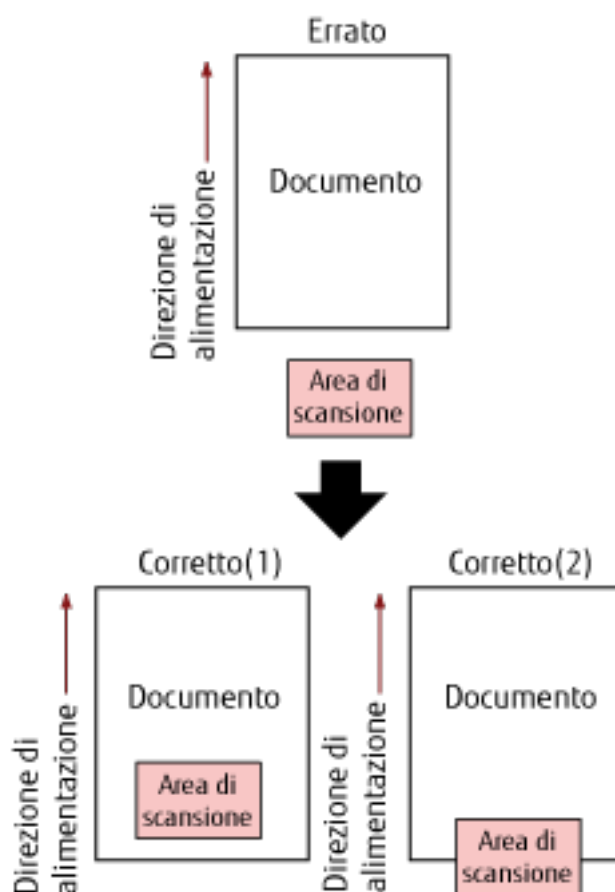 Errato
Direzione di
alimentazione
Documento
Area di
scansione
Corretto(1)
Corretto(2)
Direzione di
alimentazione
Documento
Area di
scansione
Direzione di
alimentazione
Documento
Area di
scansione